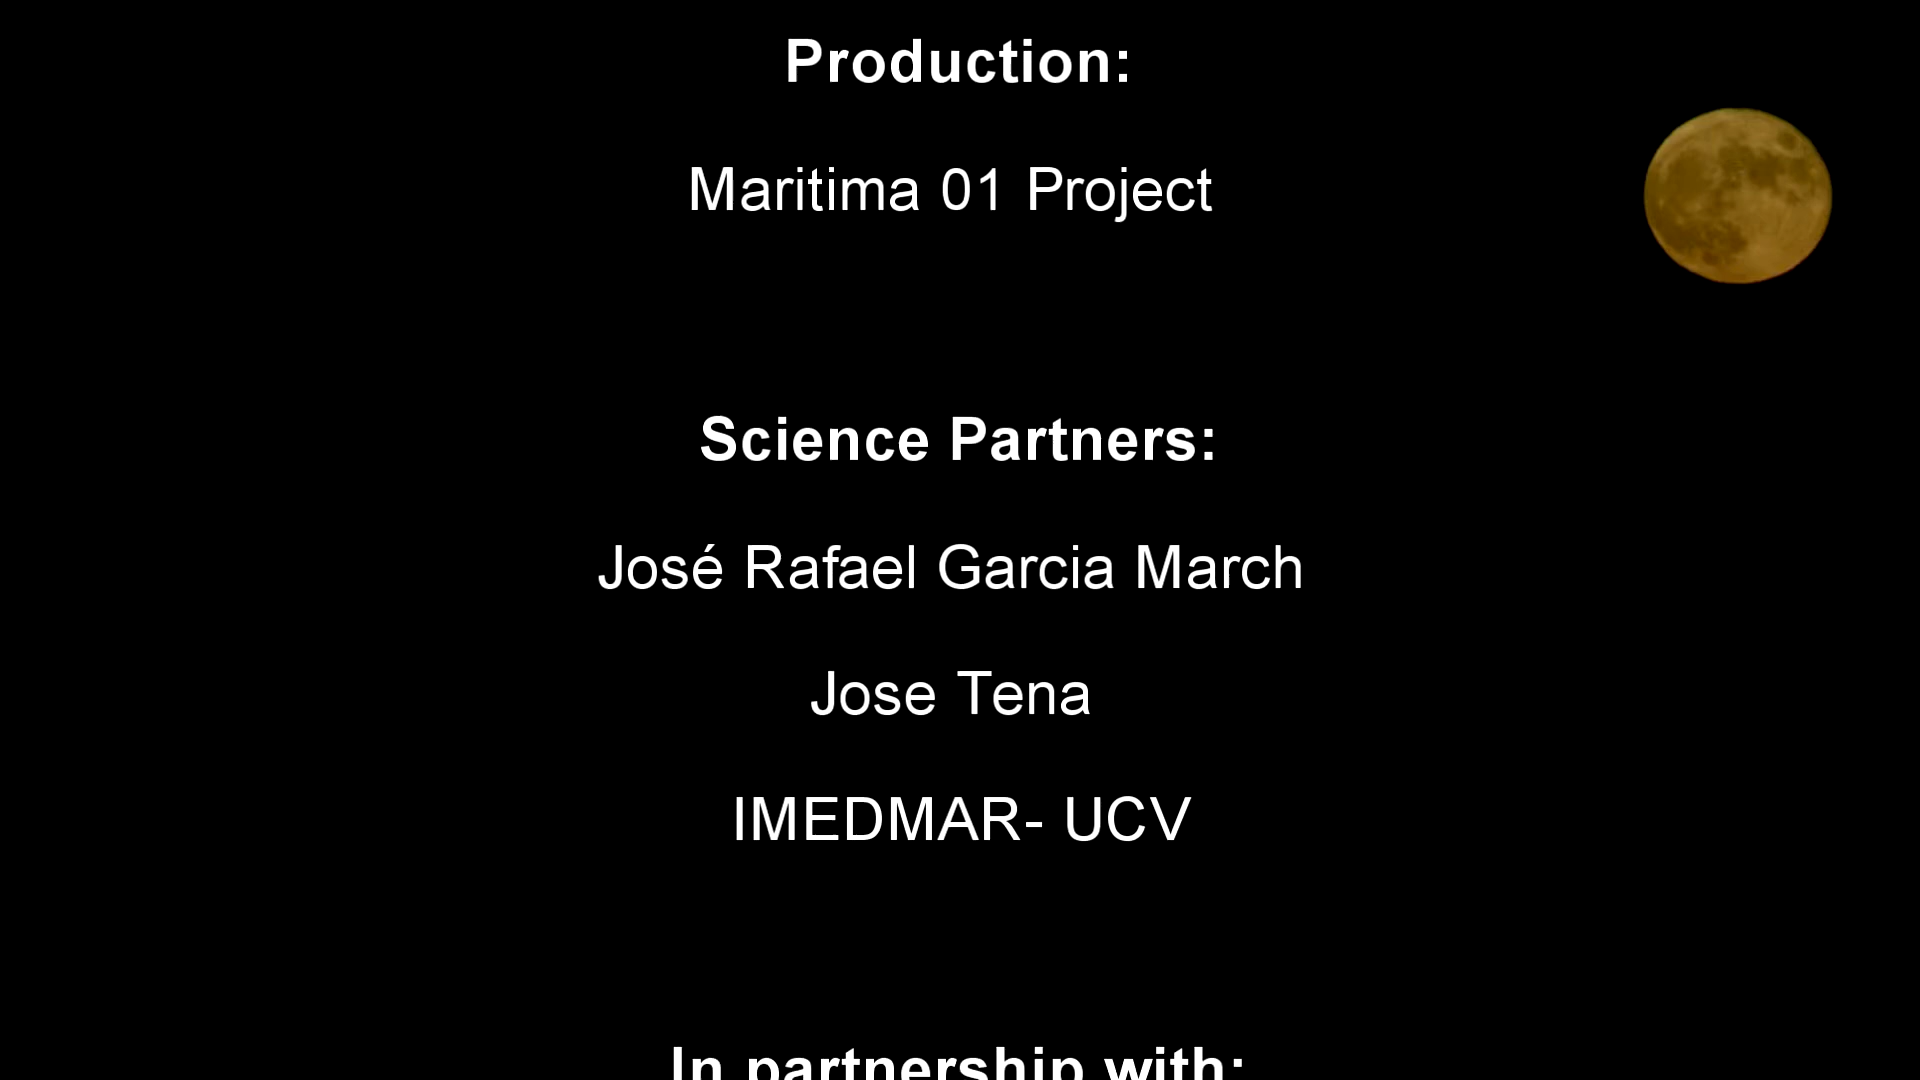 Production:
Maritima 01 Project
Science Partners:
José Rafael Garcia March
Jose Tena
IMEDMAR- UCV
In partnership with: